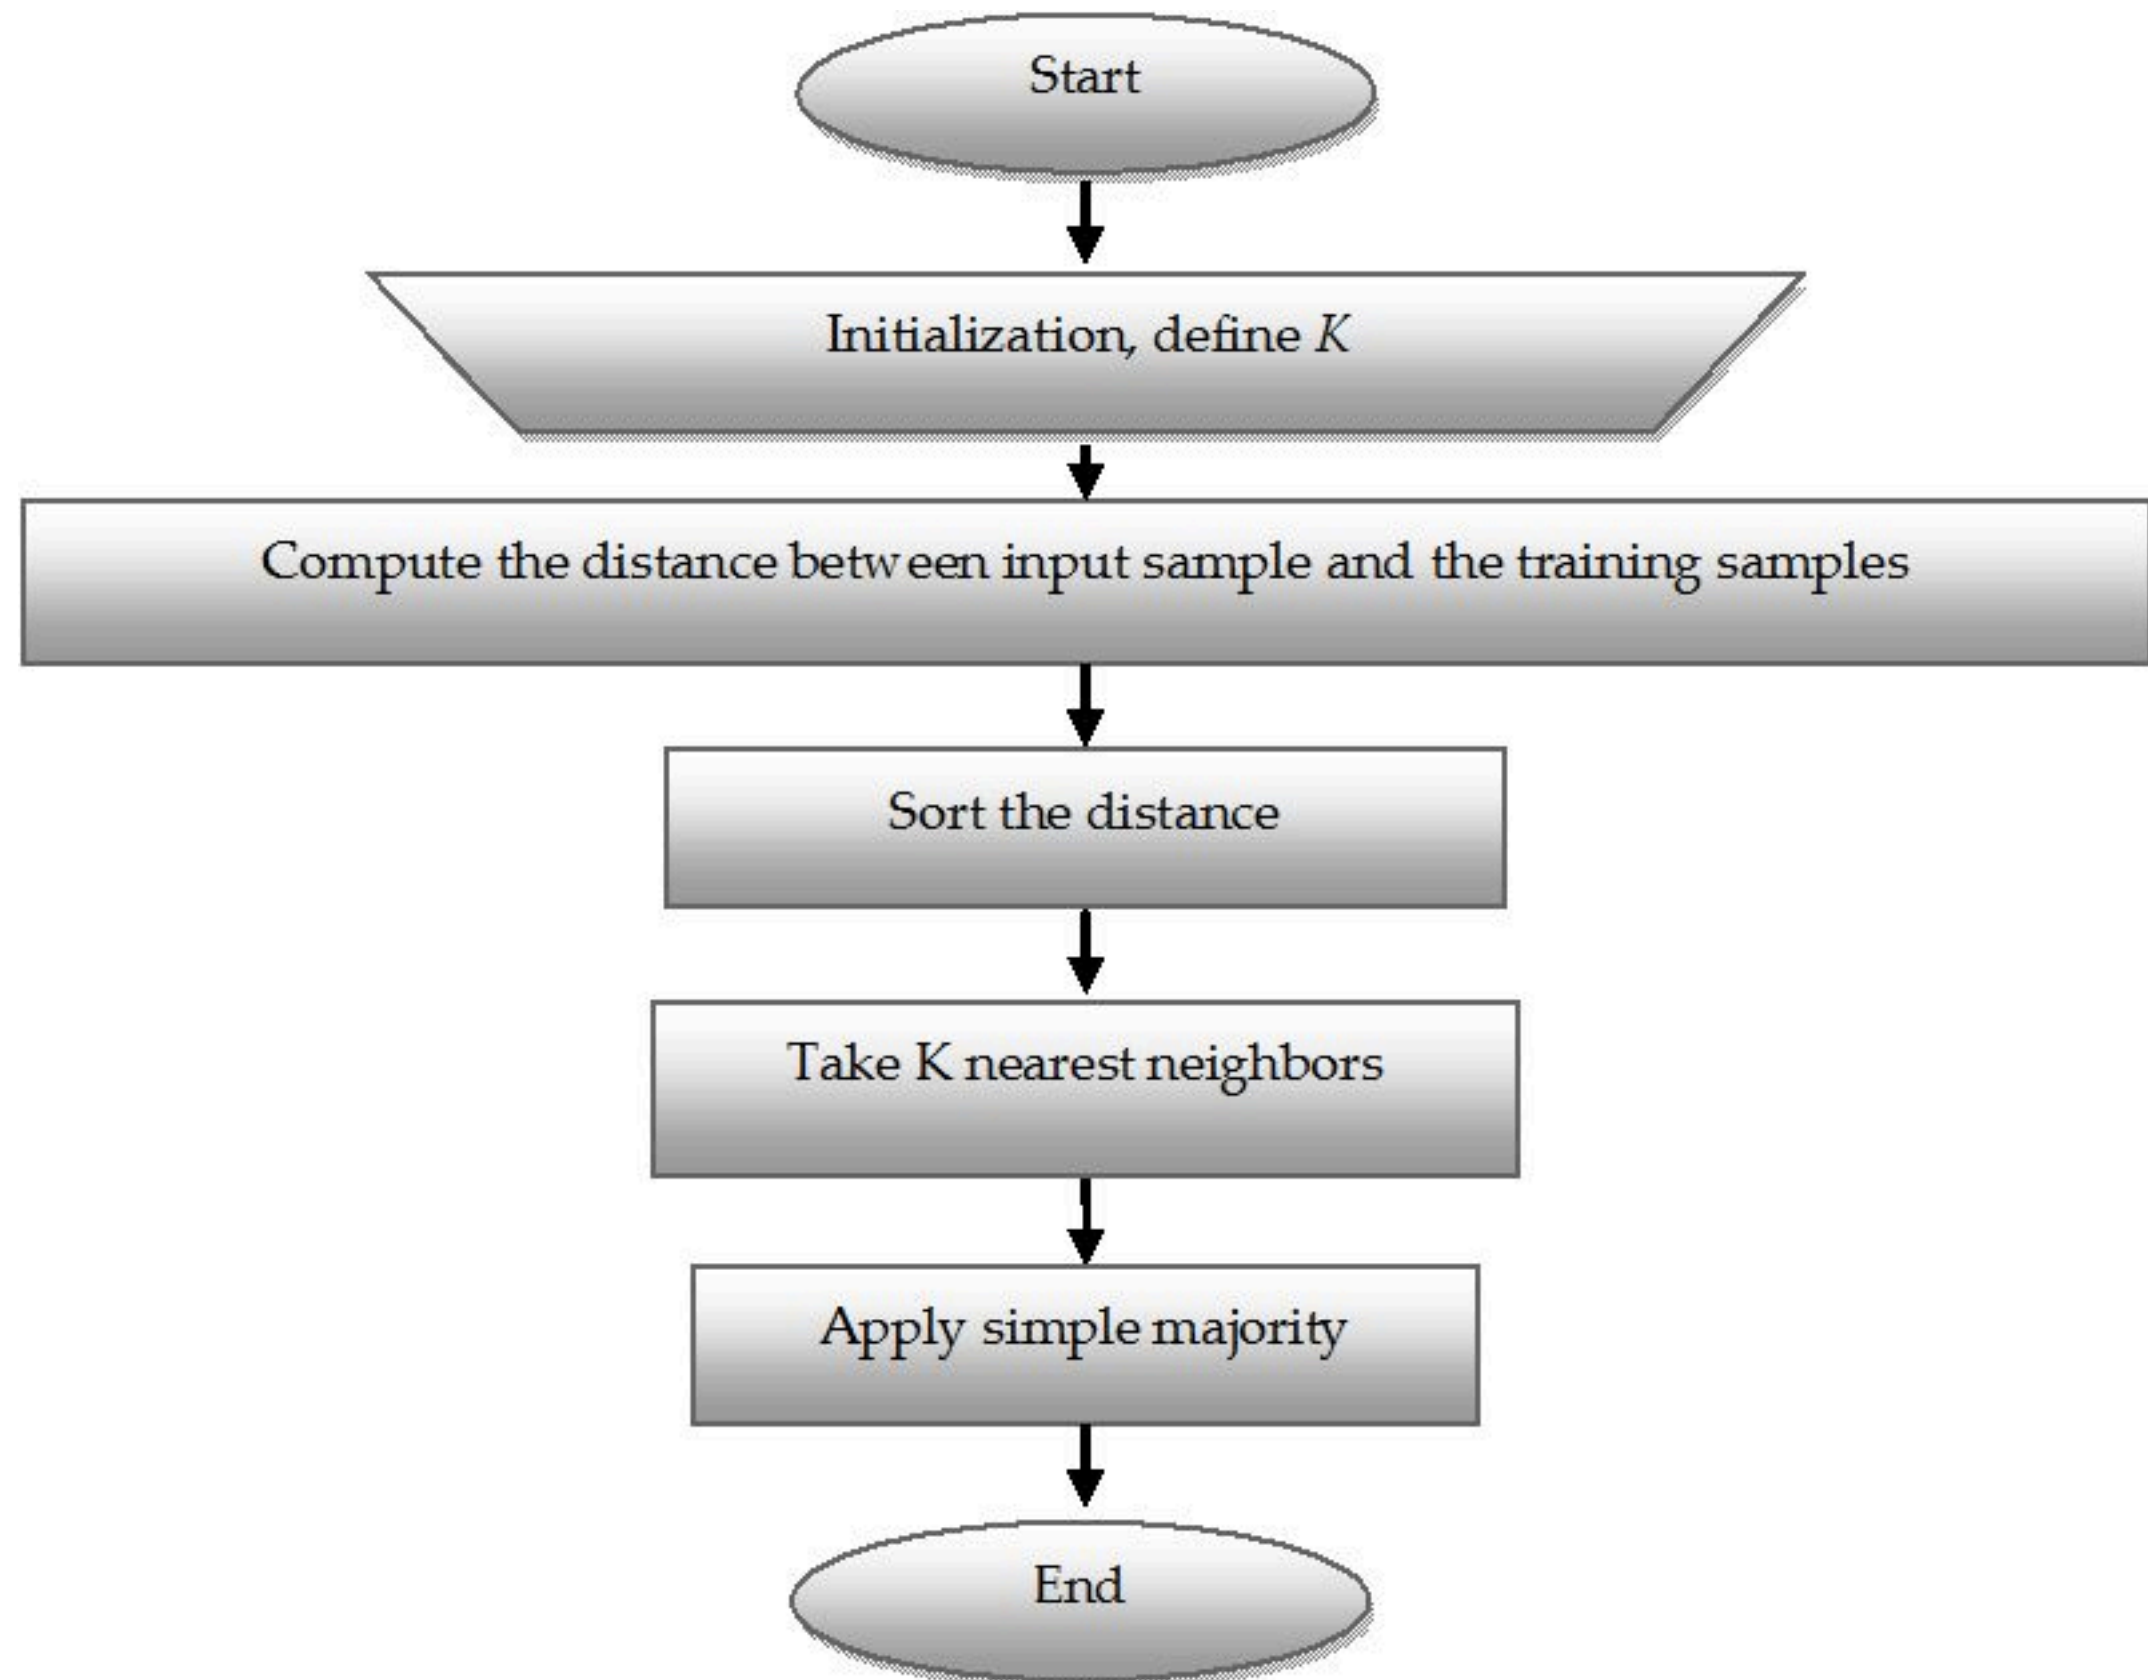 Start
Initialization, define K
Compute the distance between input sample and the training samples
Sort the distance
Take K nearest neighbors
Apply simple majority
End